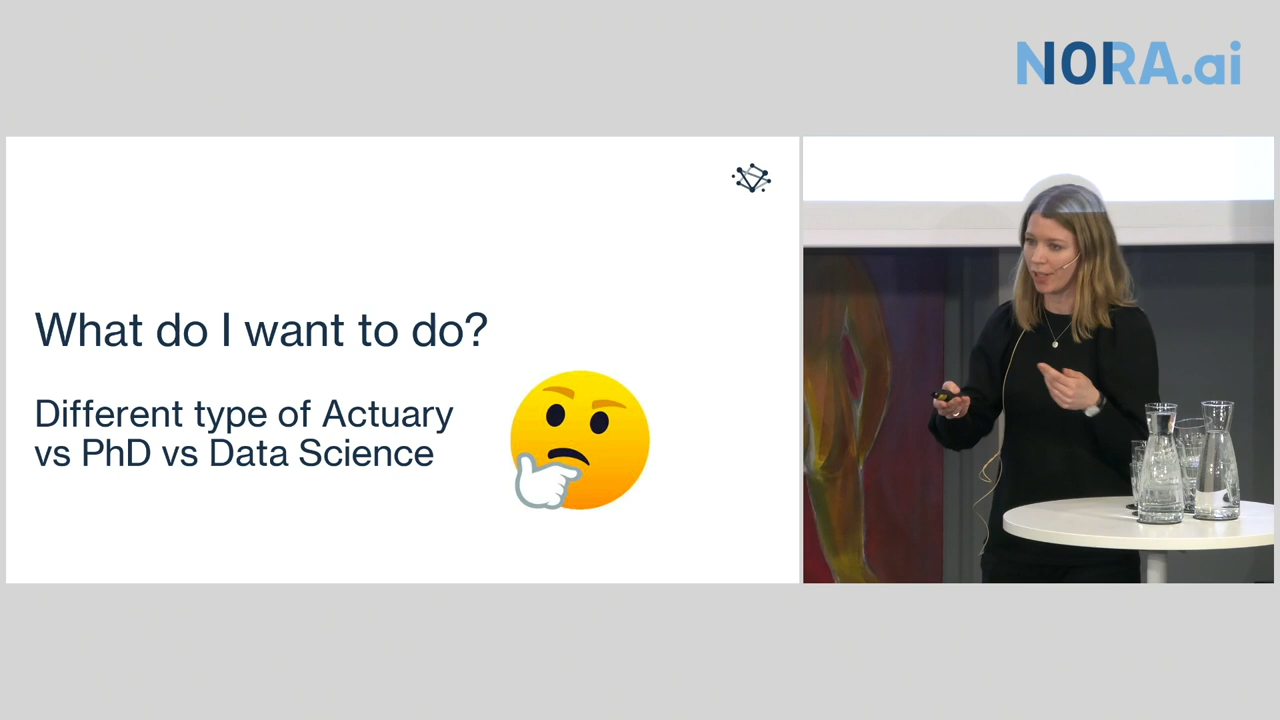 NORA.ai
What do I want to do?
Different type of Actuary
vs PhD vs Data Science